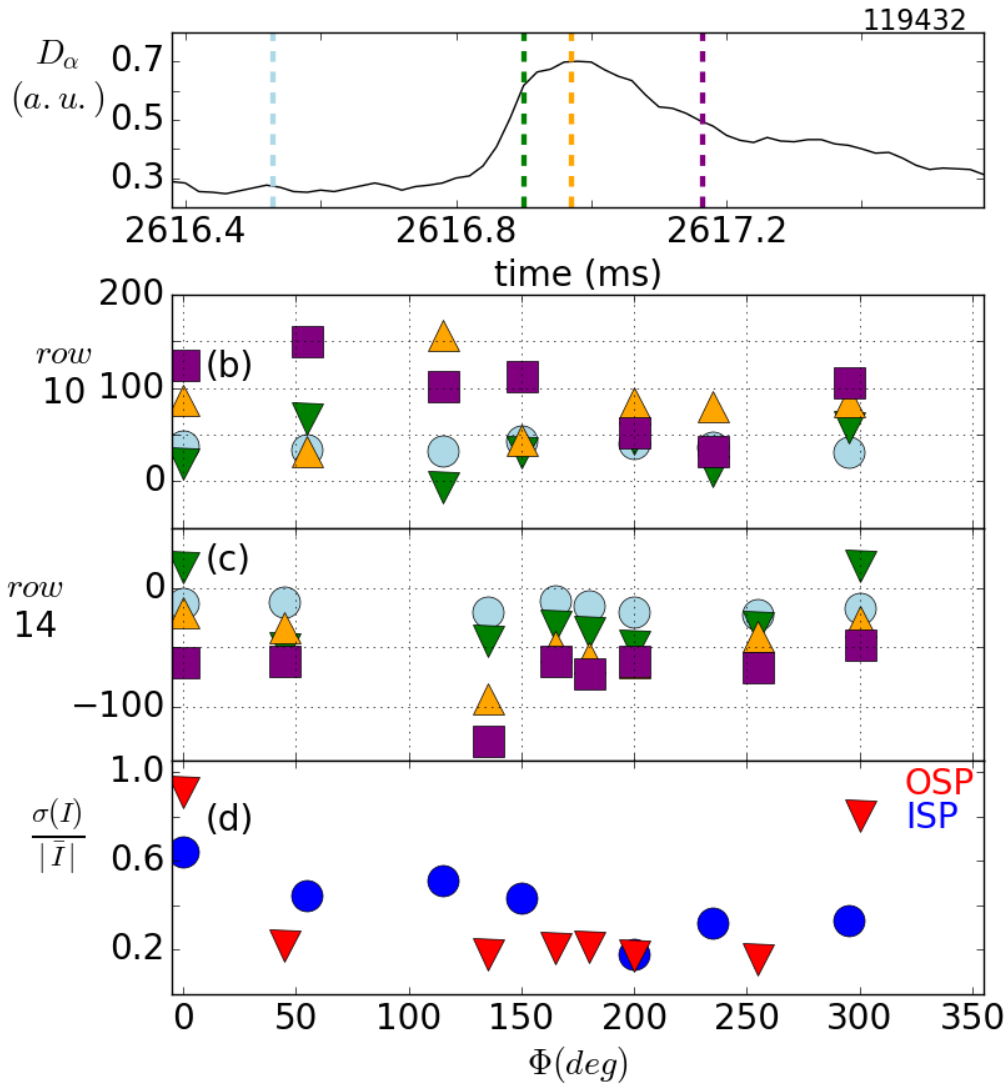 119432
D_α
(a.u.)
0.7
0.5
0.3
2616.4 2616.8 2617.2
time (ms)
200
100
0
row
10
(b)
0
−100
row
14
(c)
1.0
0.6
0.2
σ(I)
| Ī |
(d)
OSP
ISP
0 50 100 150 200 250 300 350
Φ(deg)